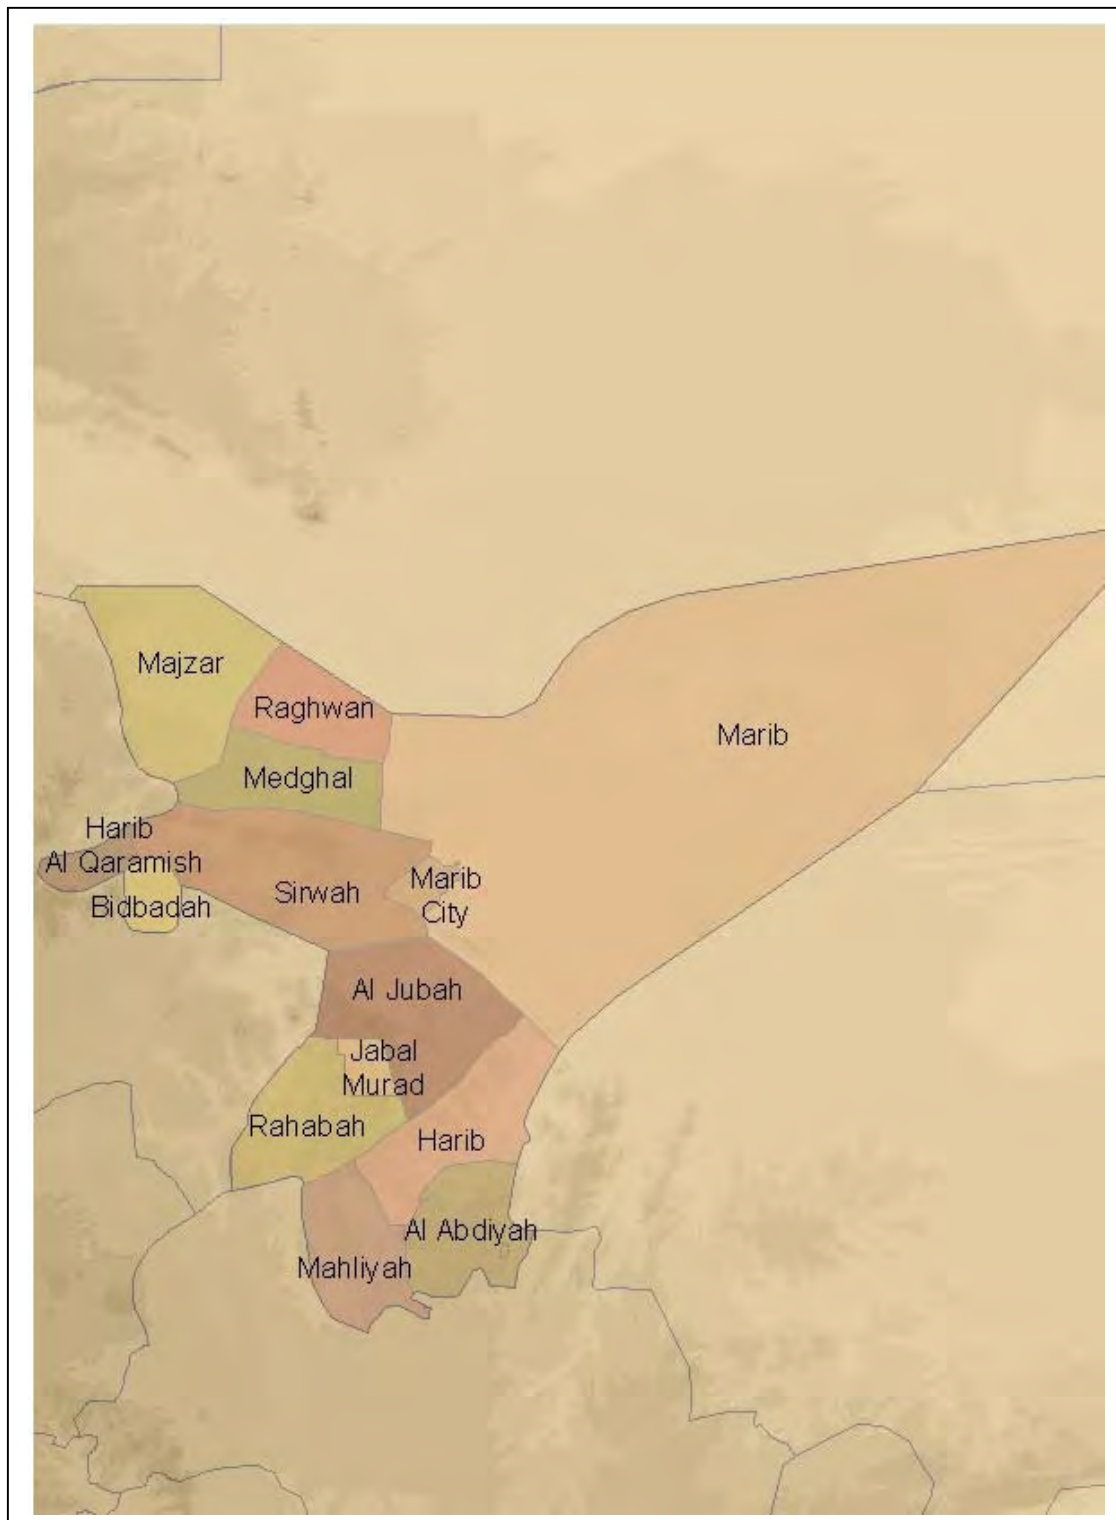 Majzar
Raghwan
Marib
Medghal
Harib
Al Qaramish
Bidbadah
Sirwah
Marib
City
Al Jubah
Jabal
Murad
Rahabah
Harib
Al Abdiyah
Mahliyah